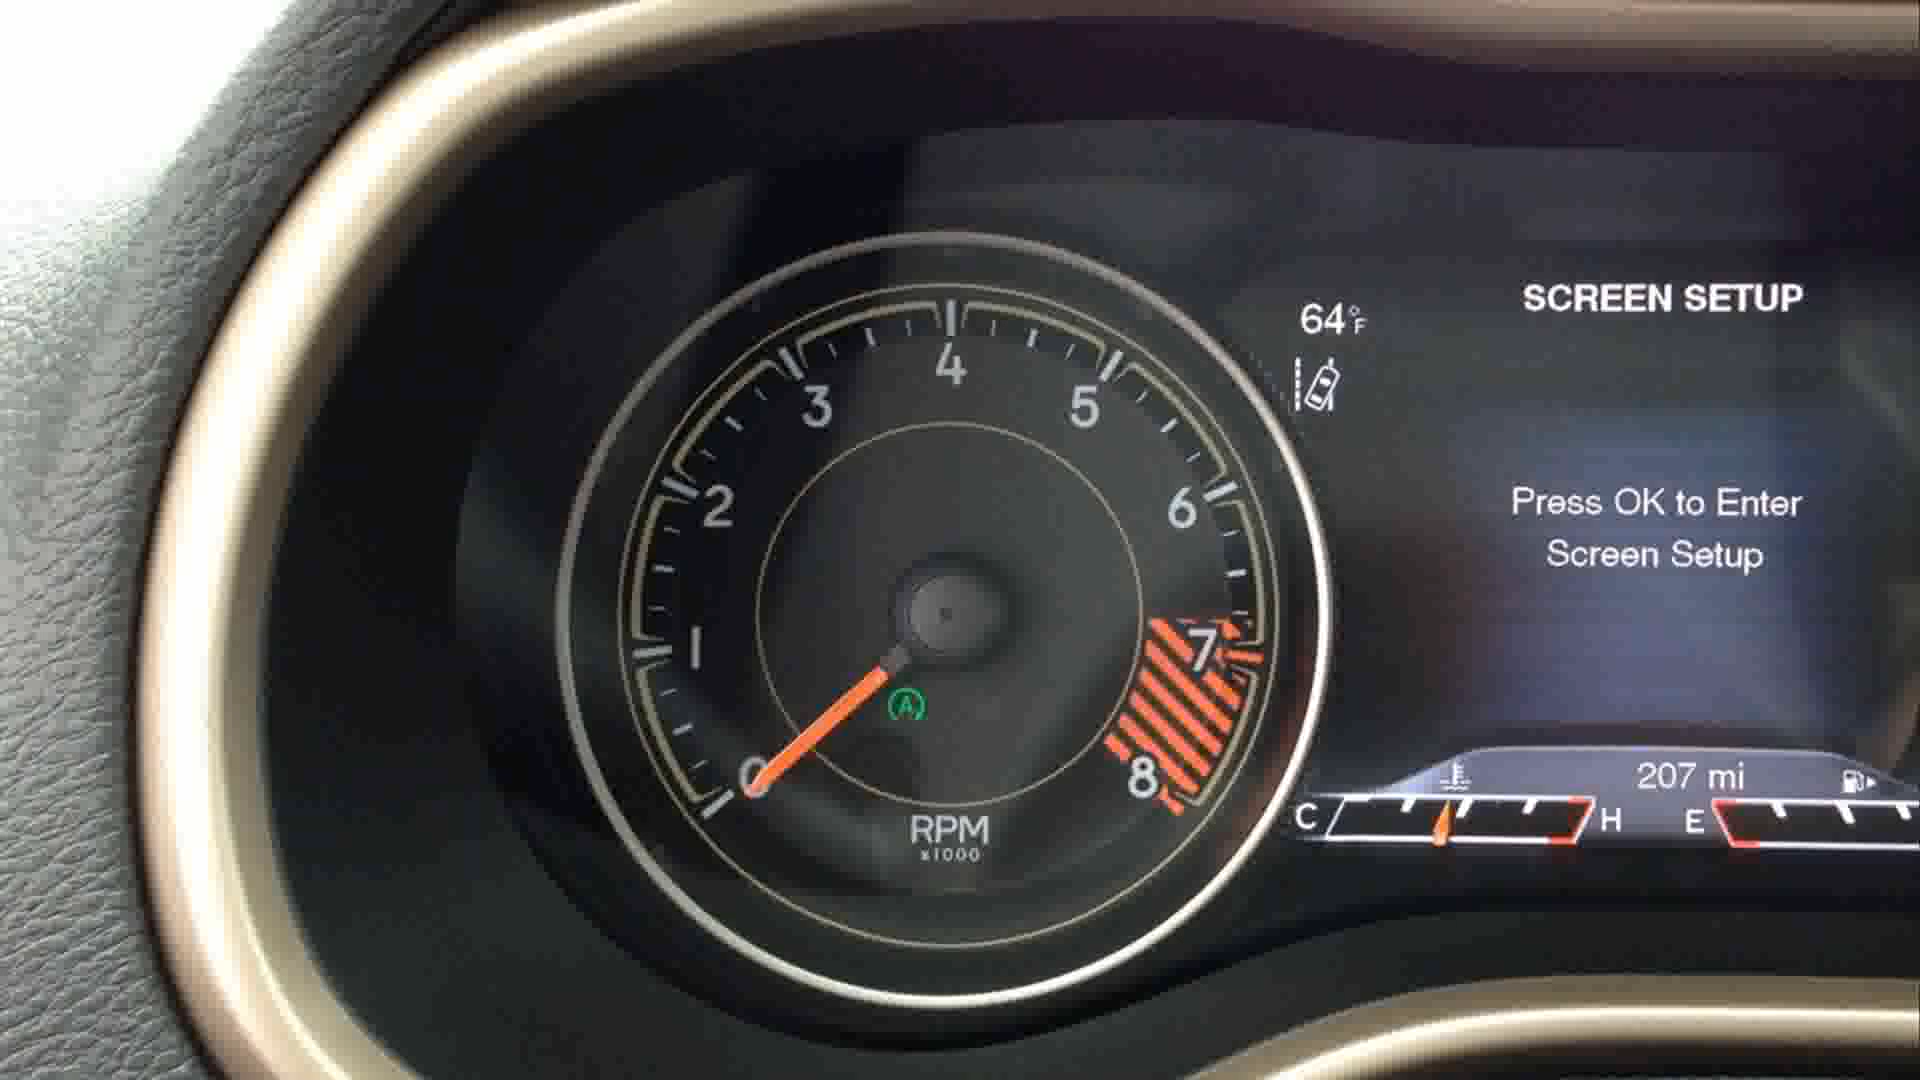 0
1
2
3
4
5
6
7
8
RPM
x1000
A
64°F
SCREEN SETUP
Press OK to Enter
Screen Setup
207 mi
C
H
E